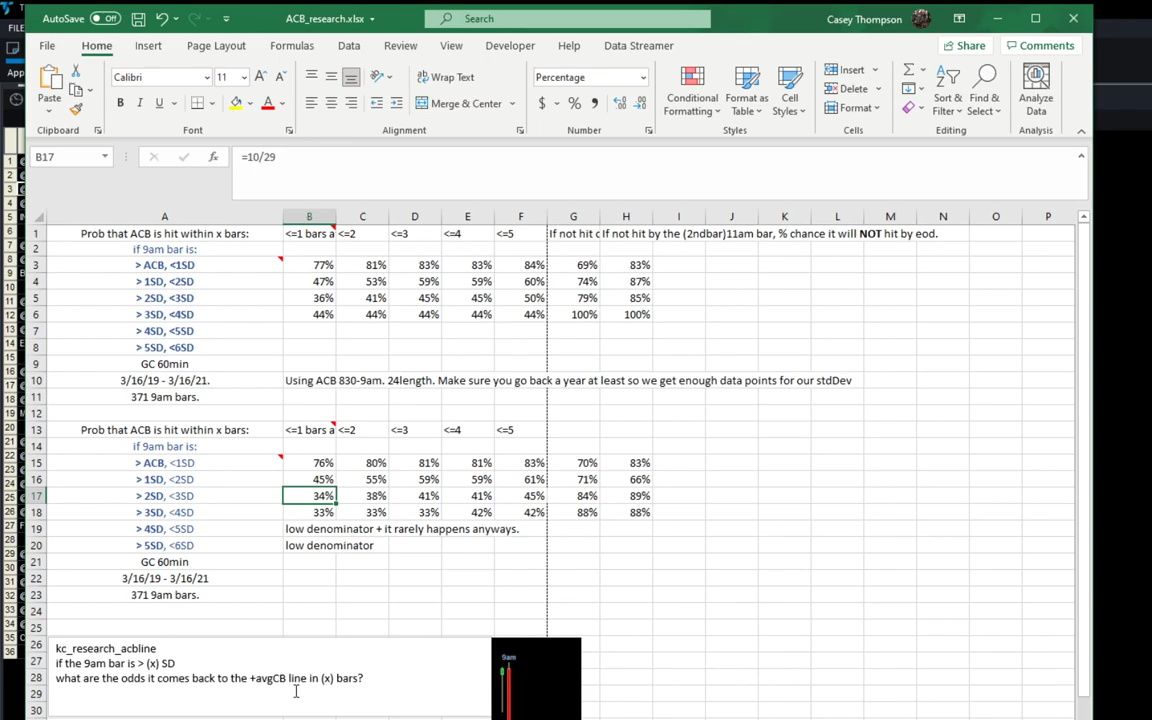 AutoSave Off ACB_research.xlsx Search Casey Thompson
FILE
File Home Insert Page Layout Formulas Data Review View Developer Help Data Streamer Share Comments
App
Paste Calibri 11 Wrap Text Percentage Conditional Formatting Format as Table Cell Styles Insert Sort & Filter Find & Select Analyze Data
B I U A Merge & Center $ % Delete
Format
Clipboard Font Alignment Number Styles Cells Editing Analysis
B17 fx =10/29
A B C D E F G H I J K L M N O P
1 Prob that ACB is hit within x bars: <=1 bars a <=2 <=3 <=4 <=5 If not hit c If not hit by the (2ndbar)11am bar, % chance it will NOT hit by eod.
2 if 9am bar is:
3 > ACB, <1SD 77% 81% 83% 83% 84% 69% 83%
4 > 1SD, <2SD 47% 53% 59% 59% 60% 74% 87%
5 > 2SD, <3SD 36% 41% 45% 45% 50% 79% 85%
6 > 3SD, <4SD 44% 44% 44% 44% 44% 100% 100%
7 > 4SD, <5SD
8 > 5SD, <6SD
9 GC 60min
10 3/16/19 - 3/16/21. Using ACB 830-9am. 24length. Make sure you go back a year at least so we get enough data points for our stdDev
11 371 9am bars.
12
13 Prob that ACB is hit within x bars: <=1 bars a <=2 <=3 <=4 <=5
14 if 9am bar is:
15 > ACB, <1SD 76% 80% 81% 81% 83% 70% 83%
16 > 1SD, <2SD 45% 55% 59% 59% 61% 71% 66%
17 > 2SD, <3SD 34% 38% 41% 41% 45% 84% 89%
18 > 3SD, <4SD 33% 33% 33% 42% 42% 88% 88%
19 > 4SD, <5SD low denominator + it rarely happens anyways.
20 > 5SD, <6SD low denominator
21 GC 60min
22 3/16/19 - 3/16/21
23 371 9am bars.
24
25
26 kc_research_acbline
27 if the 9am bar is > (x) SD 9am
28 what are the odds it comes back to the +avgCB line in (x) bars?
29
30